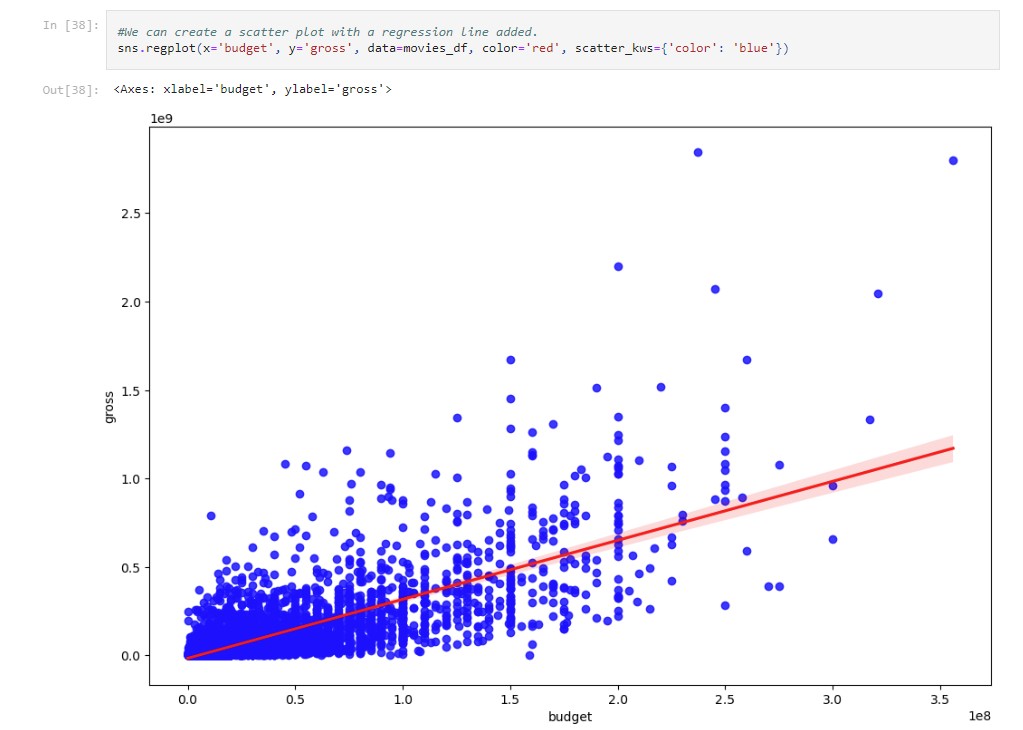 In [38]:
#We can create a scatter plot with a regression line added.
sns.regplot(x='budget', y='gross', data=movies_df, color='red', scatter_kws={'color': 'blue'})
Out[38]: <Axes: xlabel='budget', ylabel='gross'>
1e9
2.5
2.0
1.5
gross
1.0
0.5
0.0
0.0 0.5 1.0 1.5 2.0 2.5 3.0 3.5
budget
1e8